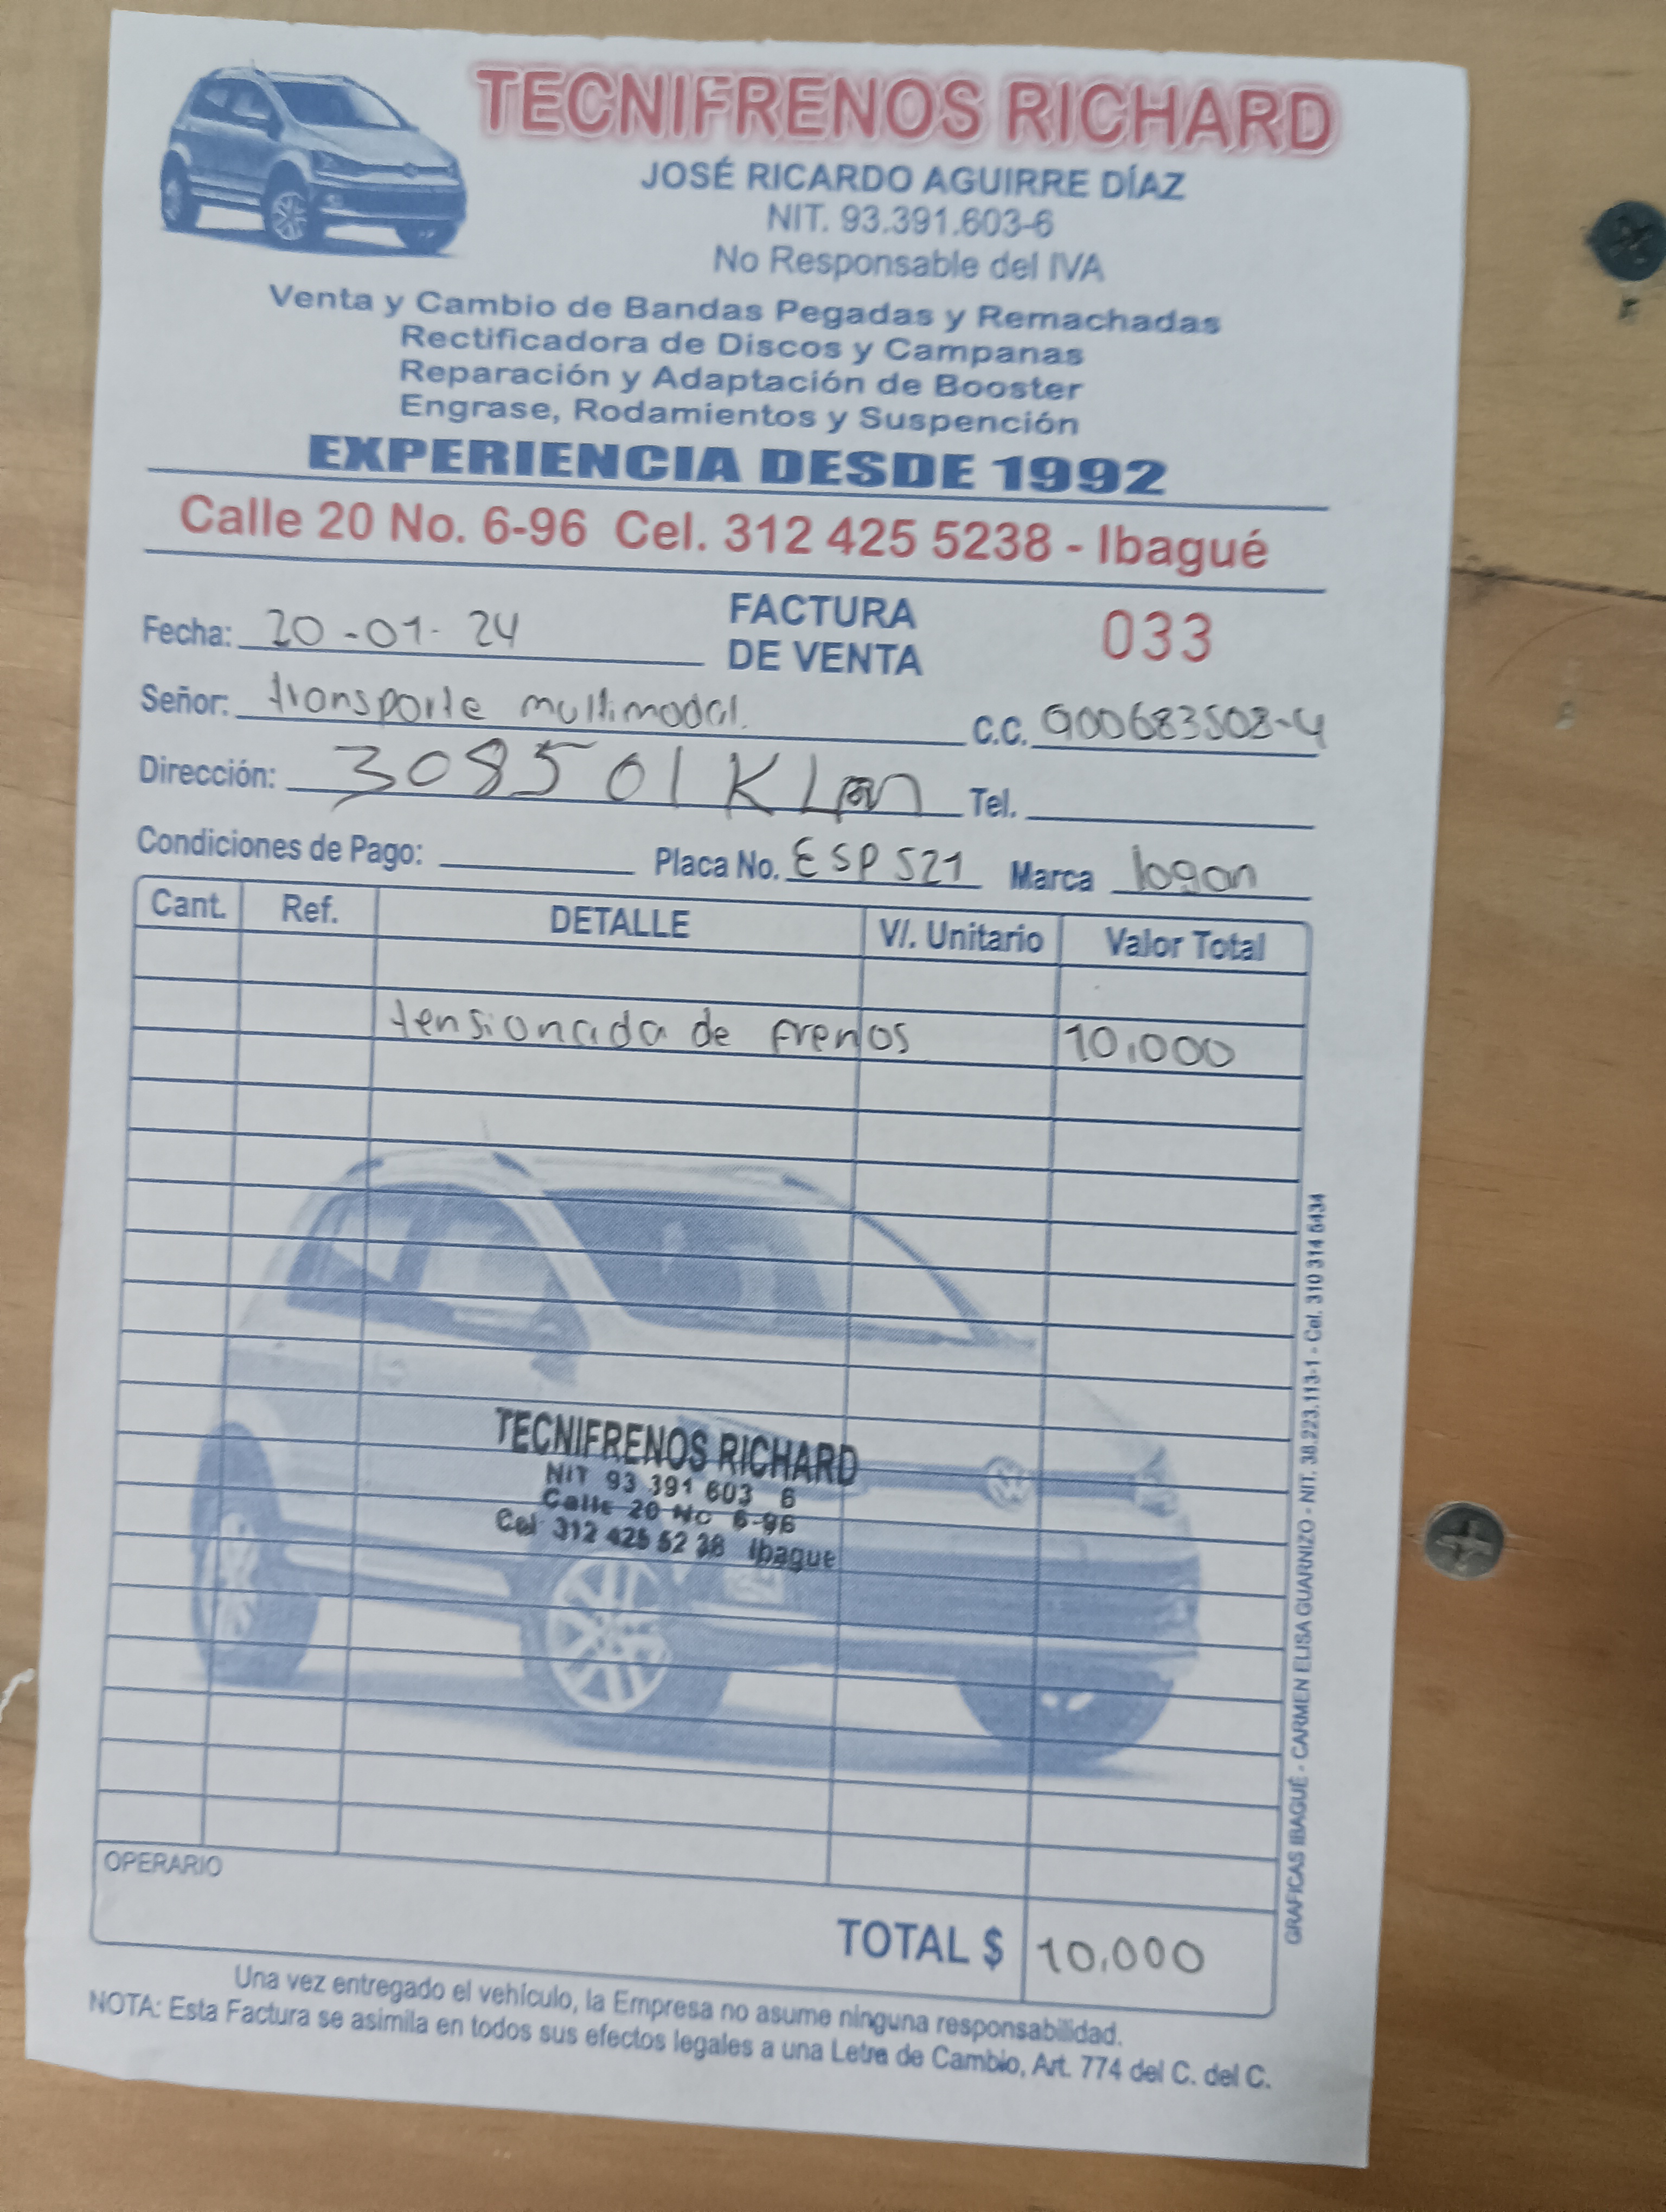 TECNIFRENOS RICHARD
JOSÉ RICARDO AGUIRRE DÍAZ
NIT. 93.391.603-6
No Responsable del IVA
Venta y Cambio de Bandas Pegadas y Remachadas
Rectificadora de Discos y Campanas
Reparación y Adaptación de Booster
Engrase, Rodamientos y Suspención
EXPERIENCIA DESDE 1992
Calle 20 No. 6-96 Cel. 312 425 5238 - Ibagué
Fecha: 20-01-24 FACTURA DE VENTA 033
Señor: transporte multimodal. C.C. 900683508-4
Dirección: 308501 Km Tel.
Condiciones de Pago: Placa No. ESP521 Marca logan
Cant. Ref. DETALLE V/. Unitario Valor Total
tensionada de frenos 10,000
TECNIFRENOS RICHARD
NIT 93 391 603 6
Calle 20 No 6-96
Cel 312 425 52 38 Ibague
OPERARIO
TOTAL $ 10,000
Una vez entregado el vehículo, la Empresa no asume ninguna responsabilidad.
NOTA: Esta Factura se asimila en todos sus efectos legales a una Letra de Cambio, Art. 774 del C. del C.
GRAFICAS IBAGUÉ - CARMEN ELISA GUARNIZO - NIT. 38.223.113-1 - Cel. 310 314 5434